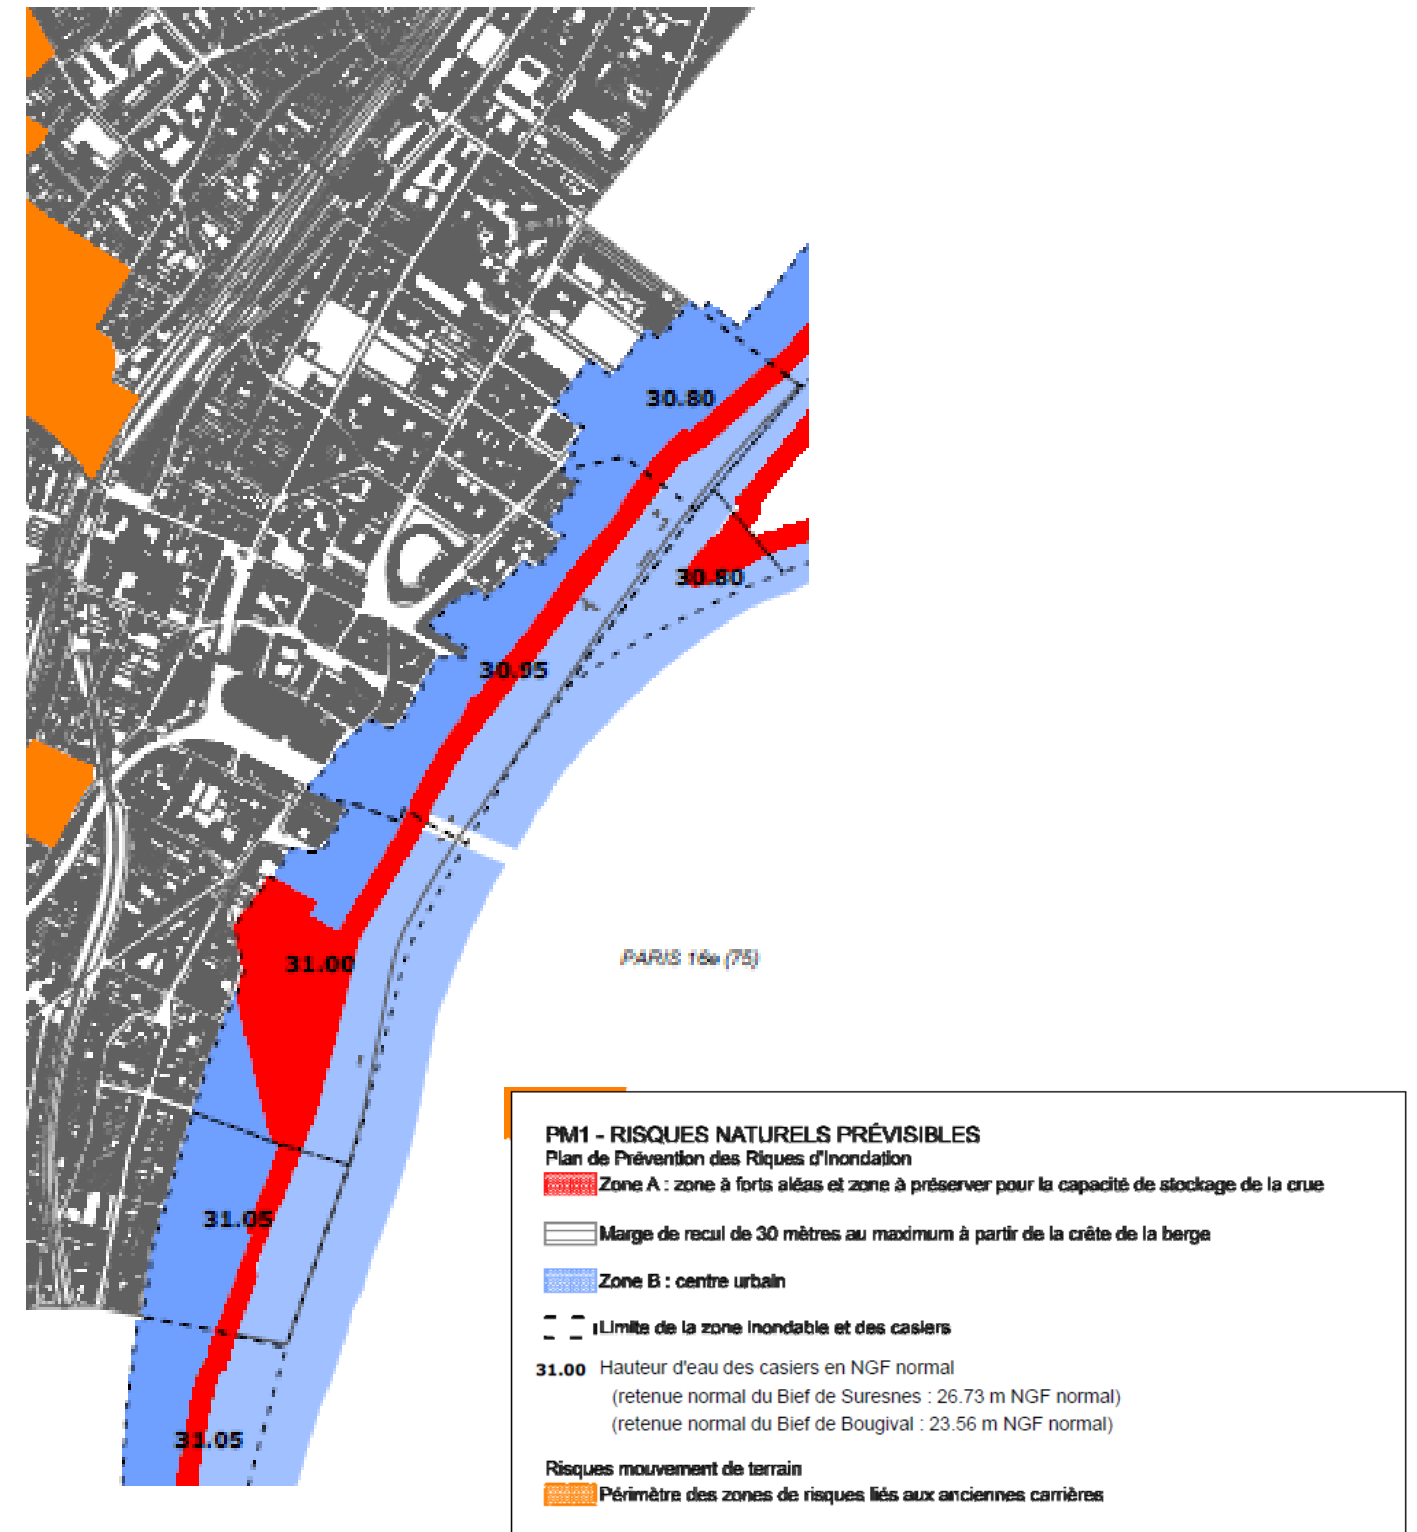 30.80
30.80
30.95
PARIS 16e (75)
31.00
31.05
31.05
PM1 - RISQUES NATURELS PRÉVISIBLES
Plan de Prévention des Riques d'Inondation
Zone A : zone à forts aléas et zone à préserver pour la capacité de stockage de la crue
Marge de recul de 30 mètres au maximum à partir de la crête de la berge
Zone B : centre urbain
Limite de la zone inondable et des casiers
31.00 Hauteur d'eau des casiers en NGF normal
(retenue normal du Bief de Suresnes : 26.73 m NGF normal)
(retenue normal du Bief de Bougival : 23.56 m NGF normal)
Risques mouvement de terrain
Périmètre des zones de risques liés aux anciennes carrières